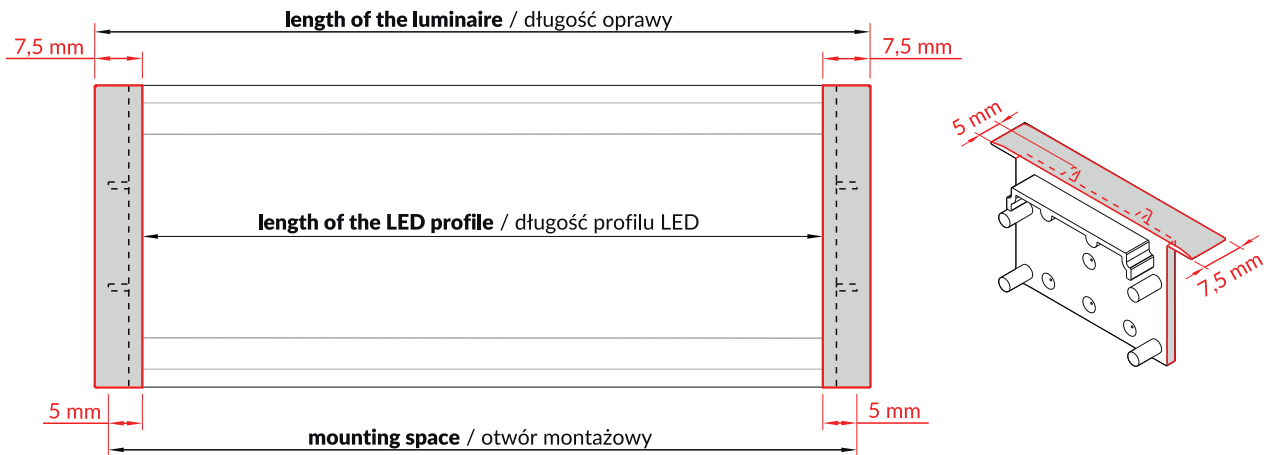 length of the luminaire / długość oprawy
7,5 mm
7,5 mm
length of the LED profile / długość profilu LED
5 mm
5 mm
mounting space / otwór montażowy
5 mm
7,5 mm